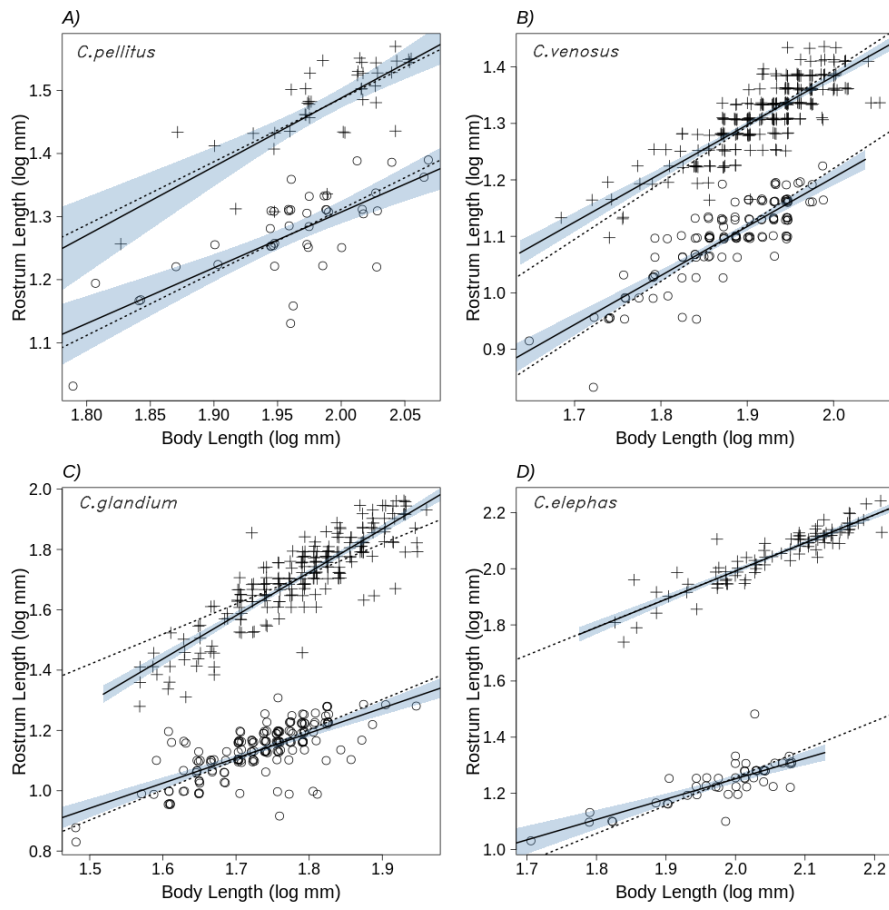 A)
C.pellitus
1.5
1.4
1.3
1.2
1.1
Rostrum Length (log mm)
1.80 1.85 1.90 1.95 2.00 2.05
Body Length (log mm)
B)
C.venosus
1.4
1.3
1.2
1.1
1.0
0.9
Rostrum Length (log mm)
1.7 1.8 1.9 2.0
Body Length (log mm)
C)
C.glandium
2.0
1.8
1.6
1.4
1.2
1.0
0.8
Rostrum Length (log mm)
1.5 1.6 1.7 1.8 1.9
Body Length (log mm)
D)
C.elephas
2.2
2.0
1.8
1.6
1.4
1.2
1.0
Rostrum Length (log mm)
1.7 1.8 1.9 2.0 2.1 2.2
Body Length (log mm)